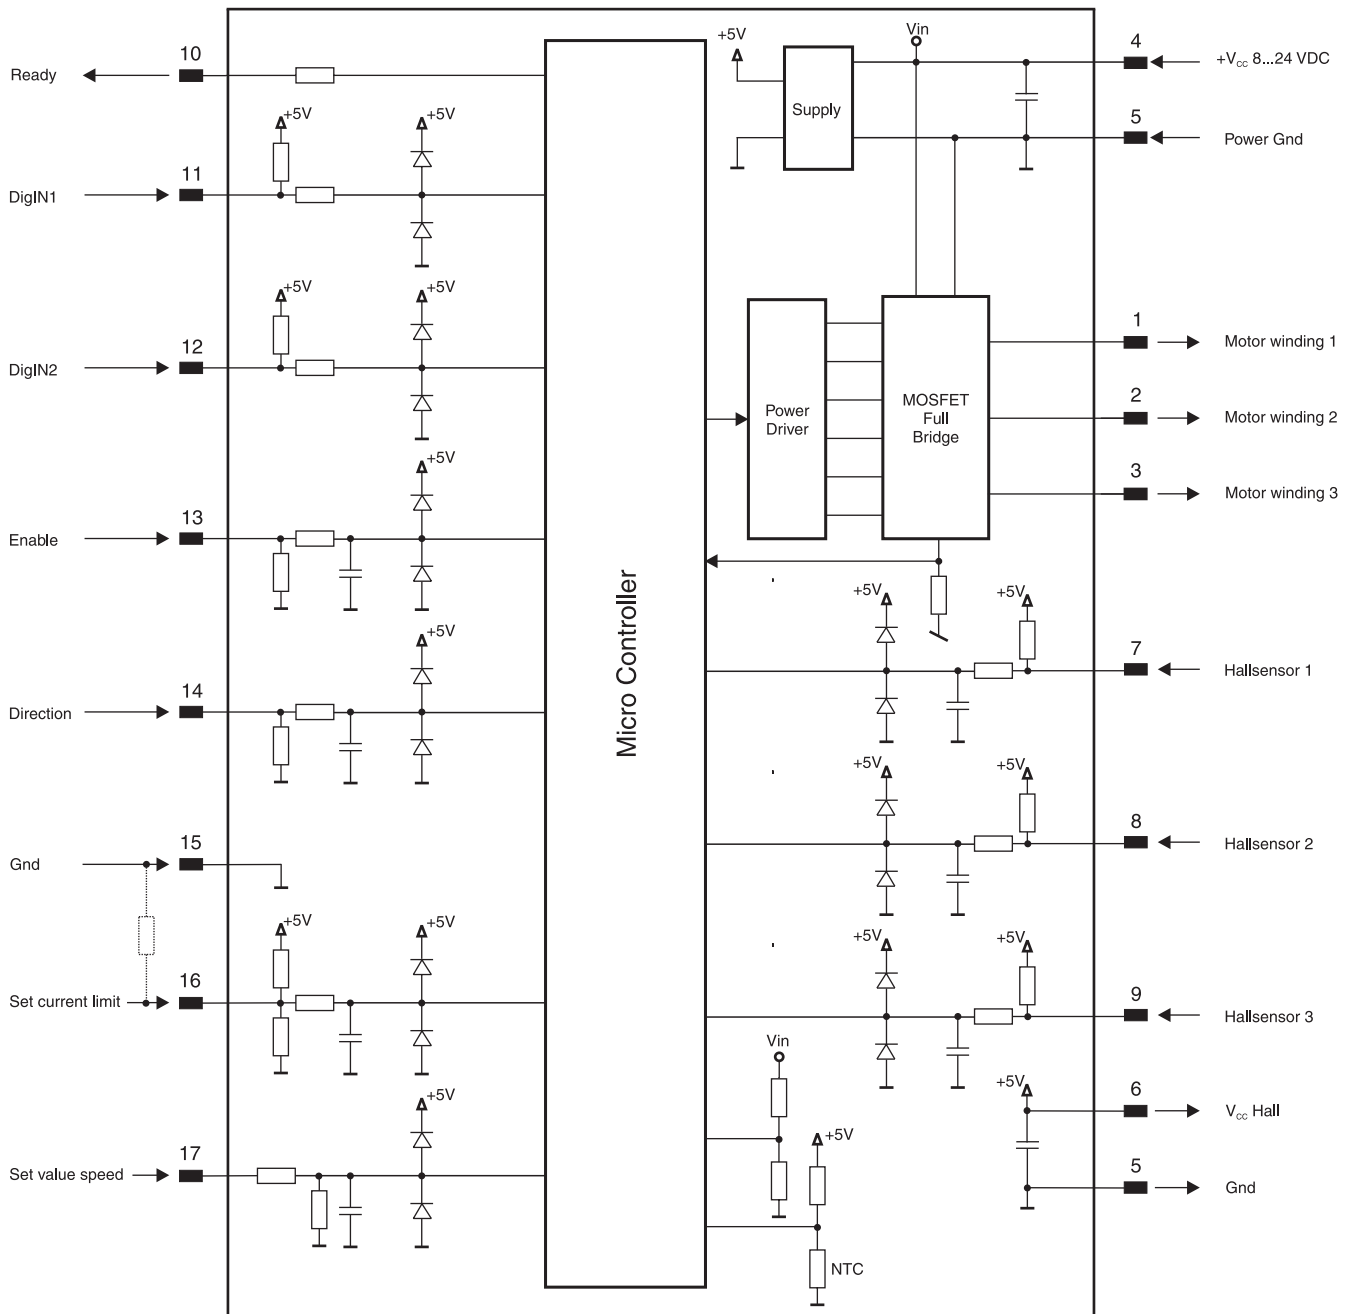 10
Ready
+5V
+5V
11
DigIN1
+5V
+5V
12
DigIN2
+5V
13
Enable
+5V
14
Direction
15
Gnd
+5V
+5V
16
Set current limit
+5V
17
Set value speed
Micro Controller
+5V
Vin
Supply
4
+Vcc 8...24 VDC
5
Power Gnd
Power
Driver
MOSFET
Full
Bridge
1
Motor winding 1
2
Motor winding 2
3
Motor winding 3
+5V
+5V
7
Hallsensor 1
+5V
+5V
8
Hallsensor 2
+5V
+5V
9
Hallsensor 3
Vin
+5V
NTC
+5V
6
Vcc Hall
5
Gnd